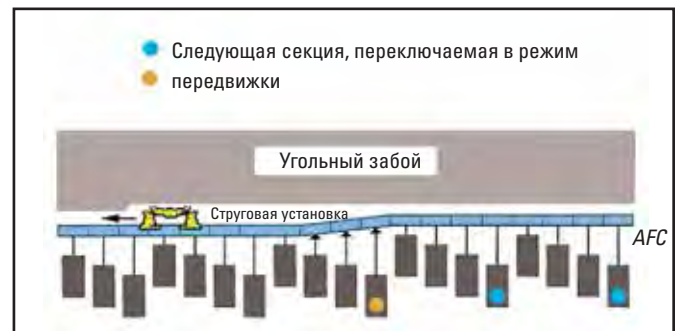 Следующая секция, переключаемая в режим
передвижки
Угольный забой
Струговая установка
AFC